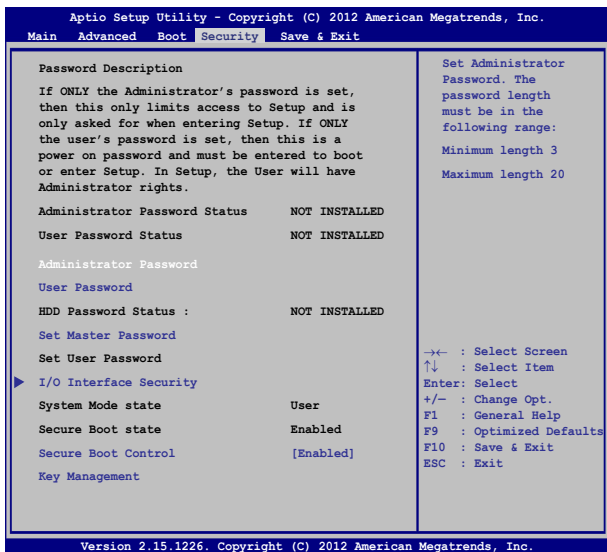 Aptio Setup Utility - Copyright (C) 2012 American Megatrends, Inc.
Main Advanced Boot Security Save & Exit
Password Description
If ONLY the Administrator's password is set,
then this only limits access to Setup and is
only asked for when entering Setup. If ONLY
the user's password is set, then this is a
power on password and must be entered to boot
or enter Setup. In Setup, the User will have
Administrator rights.
Administrator Password Status NOT INSTALLED
User Password Status NOT INSTALLED
Administrator Password
User Password
HDD Password Status : NOT INSTALLED
Set Master Password
Set User Password
I/O Interface Security
System Mode state User
Secure Boot state Enabled
Secure Boot Control [Enabled]
Key Management
Set Administrator
Password. The
password length
must be in the
following range:
Minimum length 3
Maximum length 20
→← : Select Screen
↑↓ : Select Item
Enter: Select
+/— : Change Opt.
F1 : General Help
F9 : Optimized Defaults
F10 : Save & Exit
ESC : Exit
Version 2.15.1226. Copyright (C) 2012 American Megatrends, Inc.